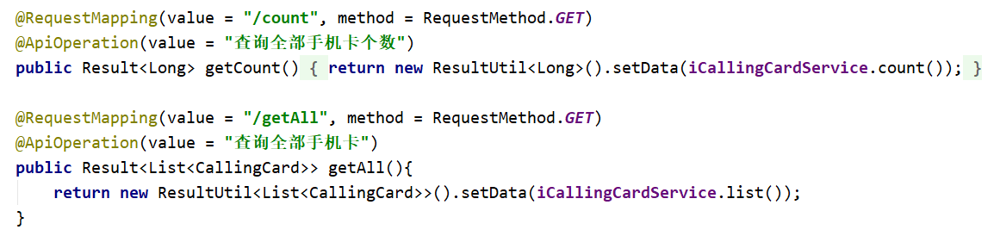 @RequestMapping(value = "/count", method = RequestMethod.GET)
@ApiOperation(value = "查询全部手机卡个数")
public Result<Long> getCount() { return new ResultUtil<Long>().setData(iCallingCardService.count()); }
@RequestMapping(value = "/getAll", method = RequestMethod.GET)
@ApiOperation(value = "查询全部手机卡")
public Result<List<CallingCard>> getAll(){
    return new ResultUtil<List<CallingCard>>().setData(iCallingCardService.list());
}